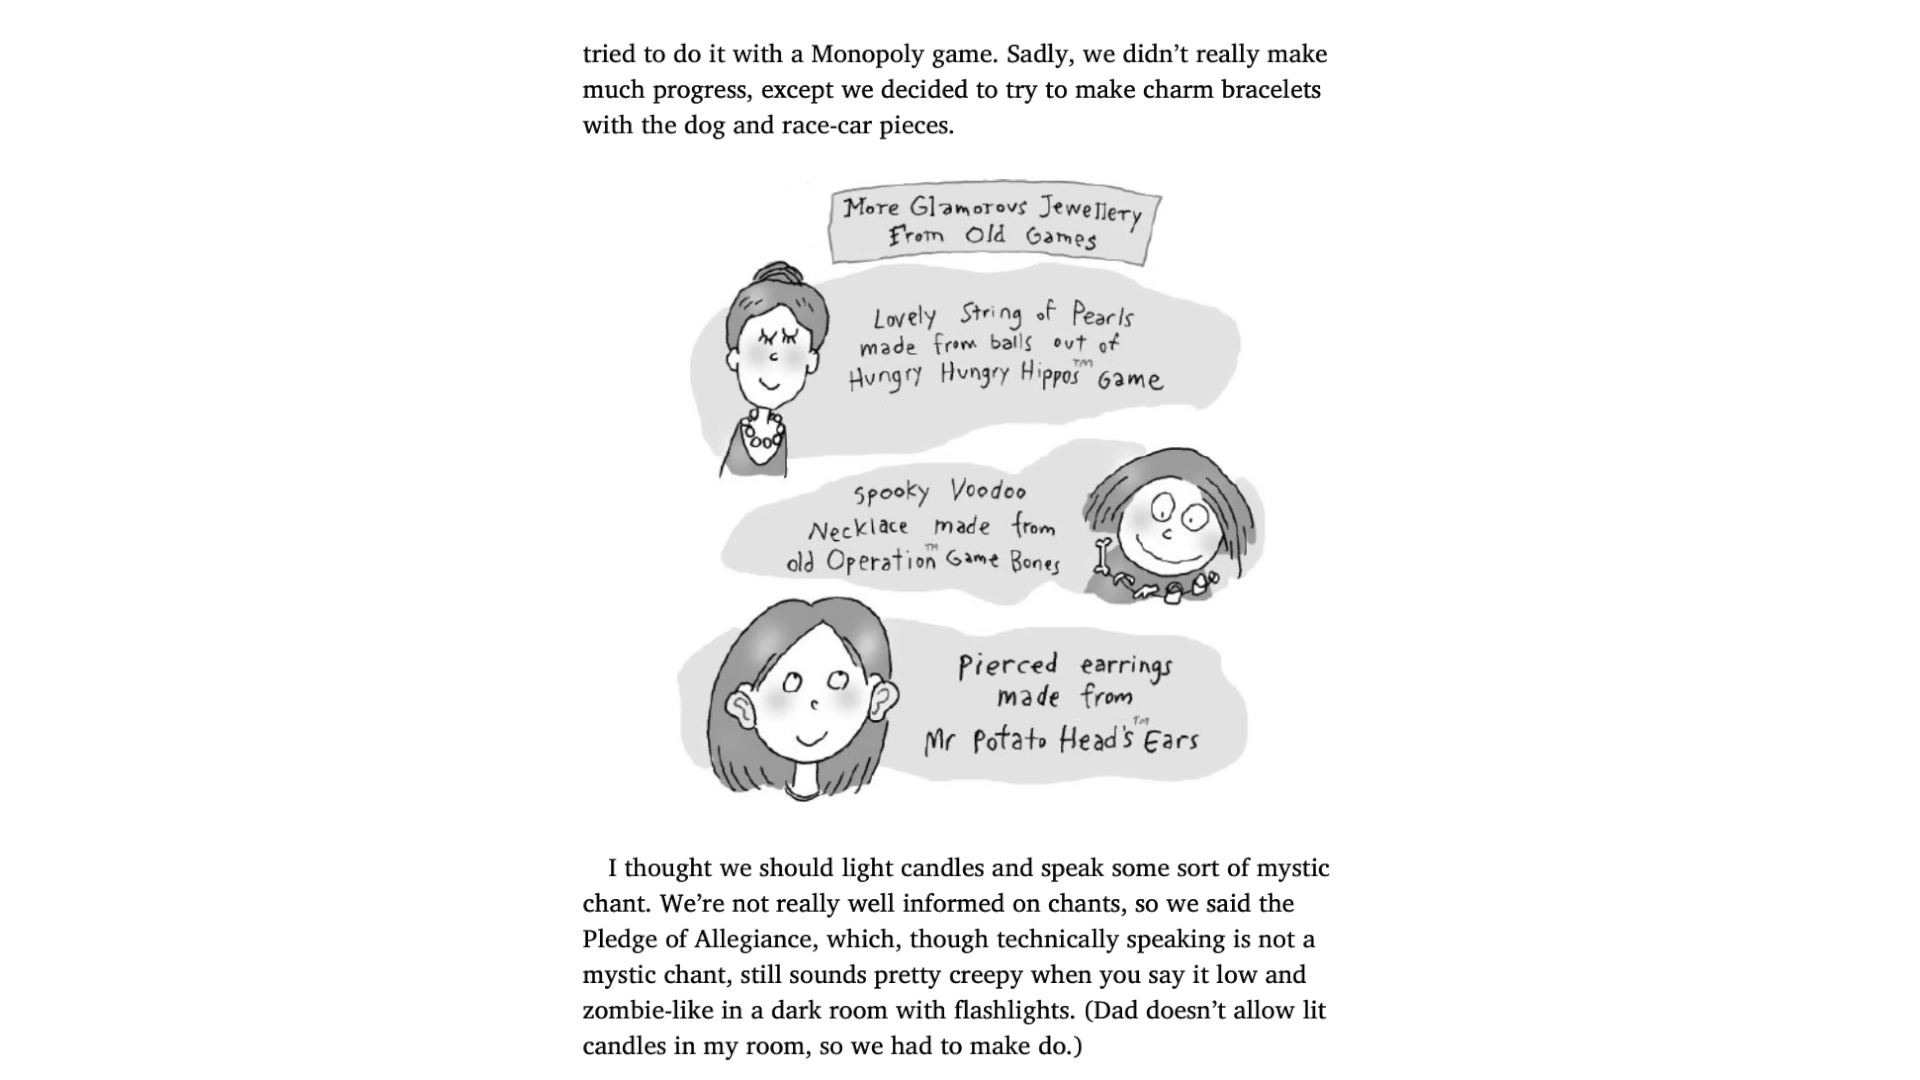 tried to do it with a Monopoly game. Sadly, we didn’t really make
much progress, except we decided to try to make charm bracelets
with the dog and race-car pieces.
More Glamorous Jewellery
From Old Games
Lovely String of Pearls
made from balls out of
Hungry Hungry Hippos™ Game
Spooky Voodoo
Necklace made from
old Operation™ Game Bones
Pierced earrings
made from
Mr Potato Head's™ Ears
I thought we should light candles and speak some sort of mystic
chant. We’re not really well informed on chants, so we said the
Pledge of Allegiance, which, though technically speaking is not a
mystic chant, still sounds pretty creepy when you say it low and
zombie-like in a dark room with flashlights. (Dad doesn’t allow lit
candles in my room, so we had to make do.)